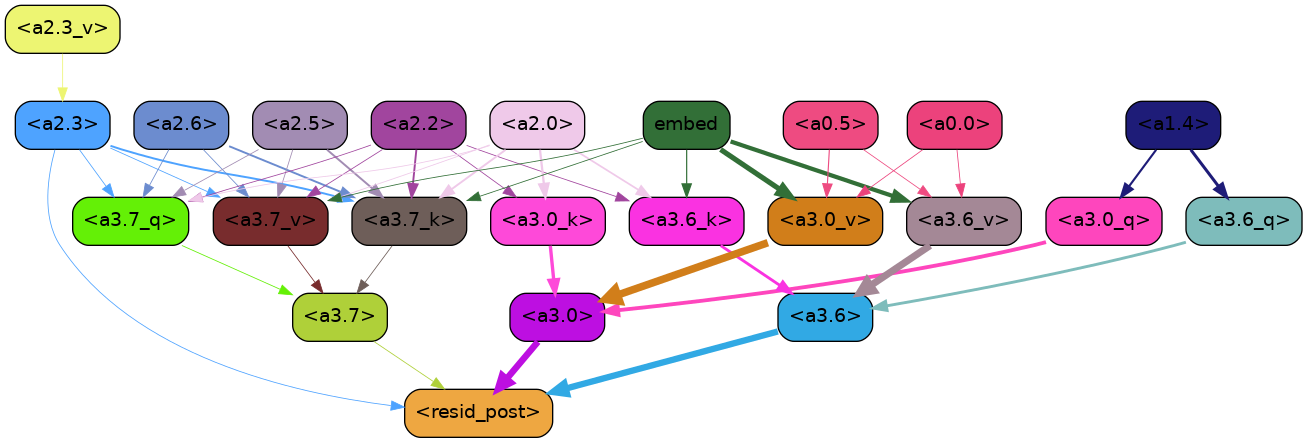 <a2.3_v>
<a2.3> <a2.6> <a2.5> <a2.2> <a2.0> embed <a0.5> <a0.0> <a1.4>
<a3.7_q> <a3.7_v> <a3.7_k> <a3.0_k> <a3.6_k> <a3.0_v> <a3.6_v> <a3.0_q> <a3.6_q>
<a3.7> <a3.0> <a3.6>
<resid_post>